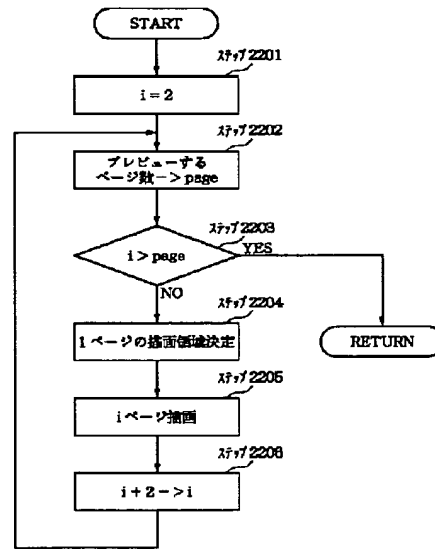 START
ステップ2201
i=2
ステップ2202
プレビューする
ページ数->page
ステップ2203
i>page
YES
NO
ステップ2204
1ページの描画領域決定
RETURN
ステップ2205
iページ描画
ステップ2206
i+2->i